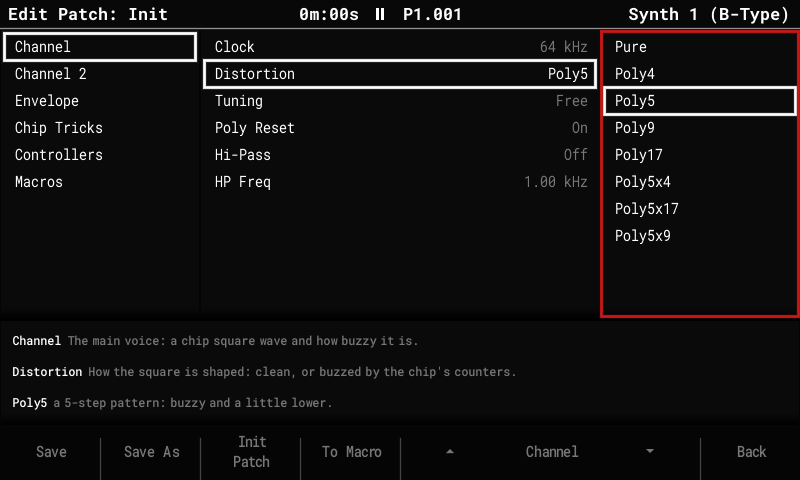 Edit Patch: Init 0m:00s P1.001 Synth 1 (B-Type)
Channel
Channel 2
Envelope
Chip Tricks
Controllers
Macros
Clock 64 kHz
Distortion Poly5
Tuning Free
Poly Reset On
Hi-Pass Off
HP Freq 1.00 kHz
Pure
Poly4
Poly5
Poly9
Poly17
Poly5x4
Poly5x17
Poly5x9
Channel The main voice: a chip square wave and how buzzy it is.
Distortion How the square is shaped: clean, or buzzed by the chip's counters.
Poly5 a 5-step pattern: buzzy and a little lower.
Save Save As Init Patch To Macro Channel Back